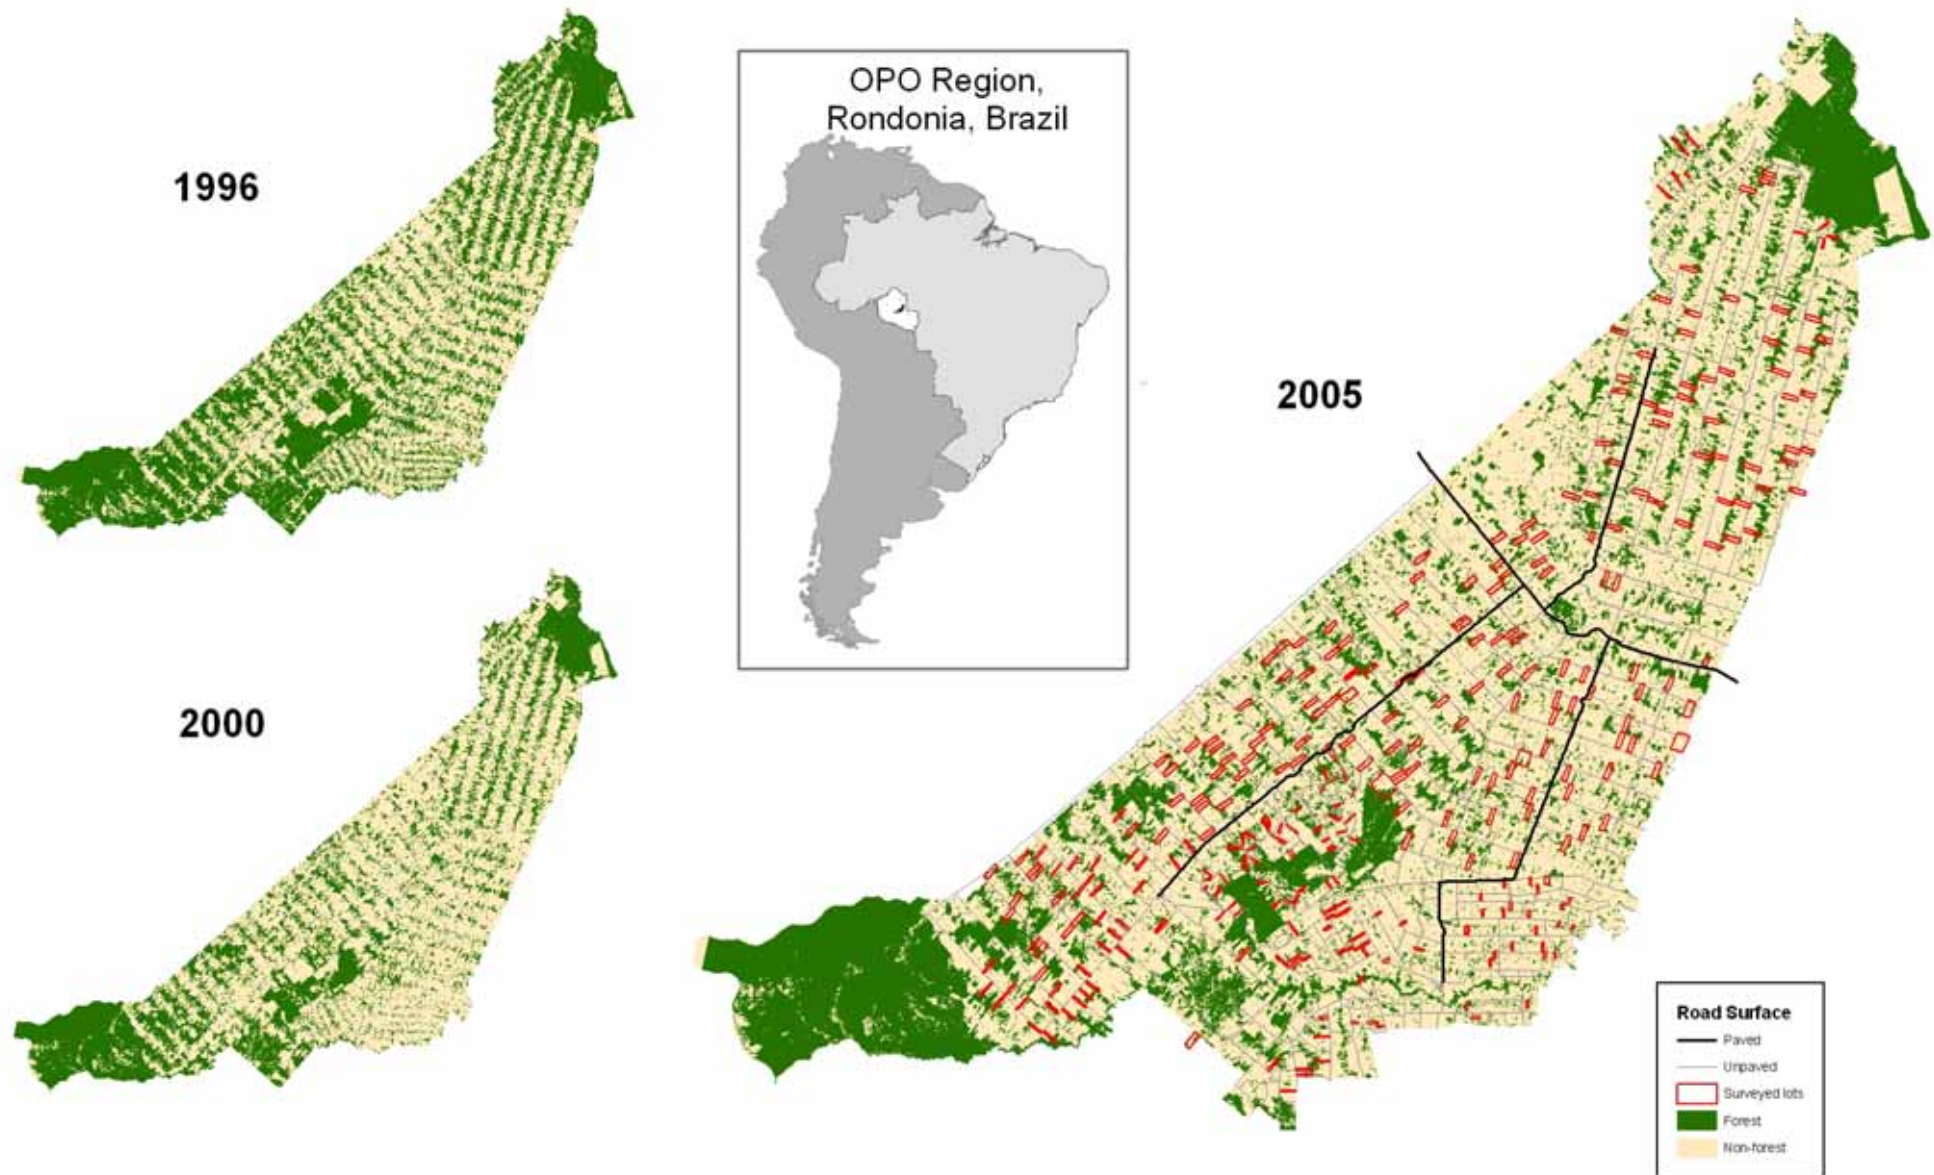 OPO Region,
Rondonia, Brazil
1996
2005
2000
Road Surface
Paved
Unpaved
Surveyed lots
Forest
Non-forest